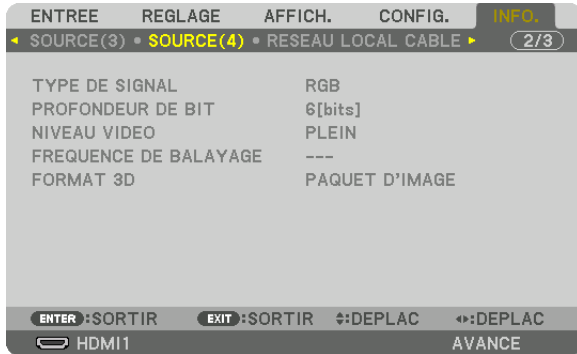 ENTREE REGLAGE AFFICH. CONFIG. INFO.
SOURCE(3) • SOURCE(4) • RESEAU LOCAL CABLE 2/3
TYPE DE SIGNAL RGB
PROFONDEUR DE BIT 6[bits]
NIVEAU VIDEO PLEIN
FREQUENCE DE BALAYAGE ---
FORMAT 3D PAQUET D'IMAGE
ENTER :SORTIR EXIT :SORTIR :DEPLAC :DEPLAC
HDMI1 AVANCE